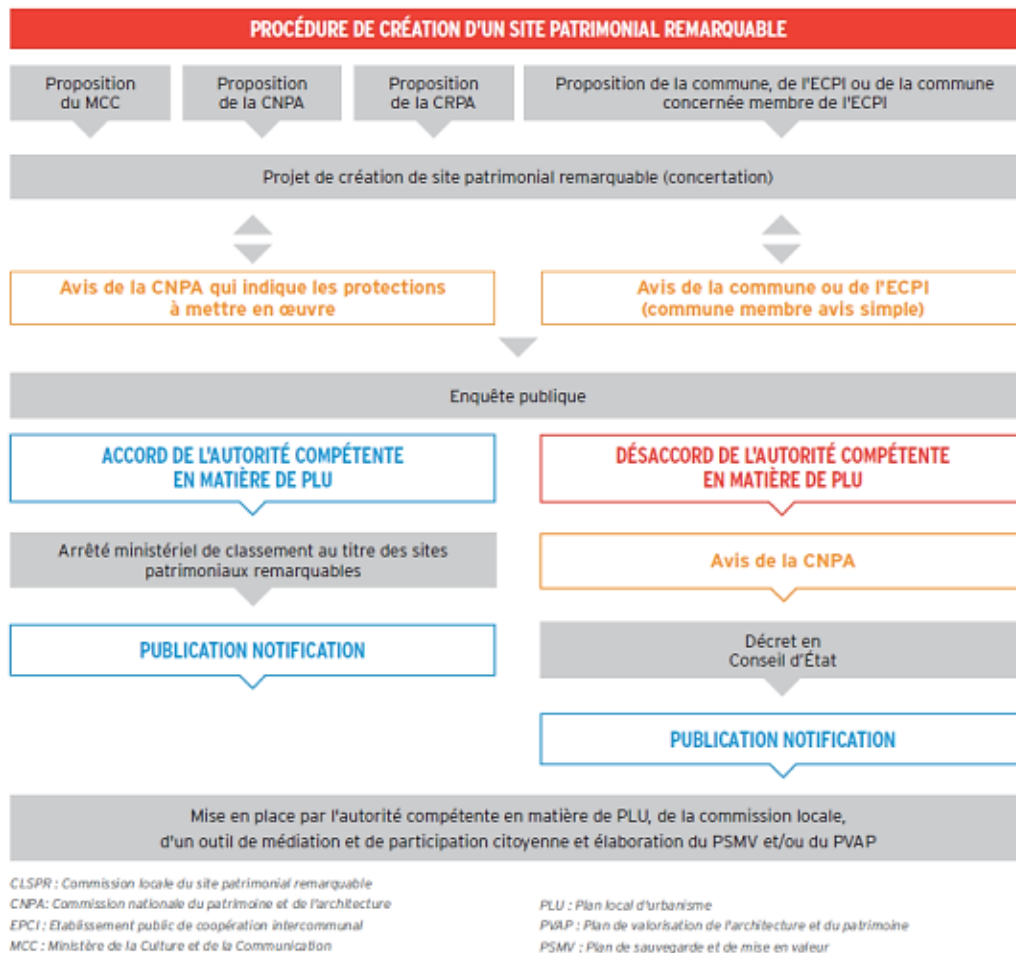 PROCÉDURE DE CRÉATION D'UN SITE PATRIMONIAL REMARQUABLE
Proposition
du MCC
Proposition
de la CNPA
Proposition
de la CRPA
Proposition de la commune, de l'ECPI ou de la commune
concernée membre de l'ECPI
Projet de création de site patrimonial remarquable (concertation)
Avis de la CNPA qui indique les protections
à mettre en œuvre
Avis de la commune ou de l'ECPI
(commune membre avis simple)
Enquête publique
ACCORD DE L'AUTORITÉ COMPÉTENTE
EN MATIÈRE DE PLU
DÉSACCORD DE L'AUTORITÉ COMPÉTENTE
EN MATIÈRE DE PLU
Arrêté ministériel de classement au titre des sites
patrimoniaux remarquables
Avis de la CNPA
PUBLICATION NOTIFICATION
Décret en
Conseil d'État
PUBLICATION NOTIFICATION
Mise en place par l'autorité compétente en matière de PLU, de la commission locale,
d'un outil de médiation et de participation citoyenne et élaboration du PSMV et/ou du PVAP
CLSPR : Commission locale du site patrimonial remarquable
CNPA: Commission nationale du patrimoine et de l'architecture
EPCI : Etablissement public de coopération intercommunal
MCC : Ministère de la Culture et de la Communication
PLU : Plan local d'urbanisme
PVAP : Plan de valorisation de l'architecture et du patrimoine
PSMV : Plan de sauvegarde et de mise en valeur